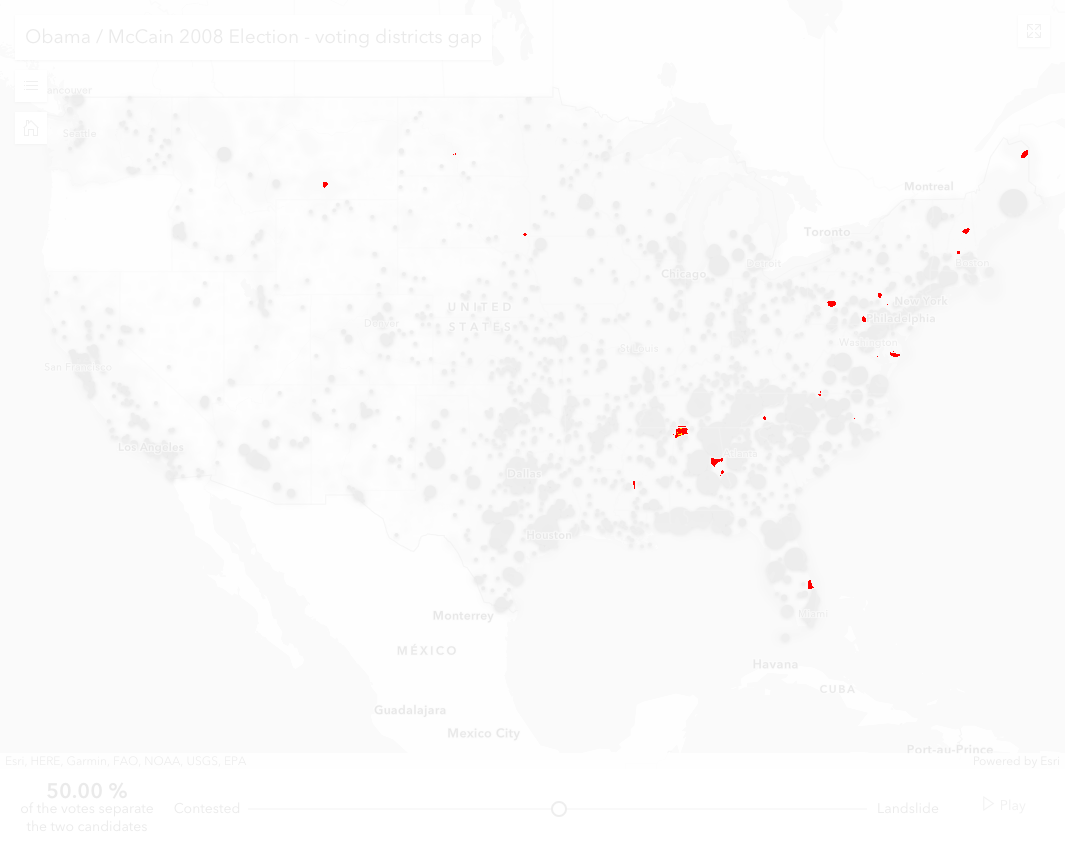 Obama / McCain 2008 Election - voting districts gap
ancouver
Seattle
Montreal
Toronto
Boston
Chicago
New York
UNITED
STATES
Philadelphia
Denver
Washington
St Louis
San Francisco
Los Angeles
Atlanta
Dallas
Houston
Monterrey
Miami
MÉXICO
Havana
CUBA
Guadalajara
Mexico City
Port-au-Prince
Esri, HERE, Garmin, FAO, NOAA, USGS, EPA
Powered by Esri
50.00 %
of the votes separate
the two candidates
Contested
Landslide
Play